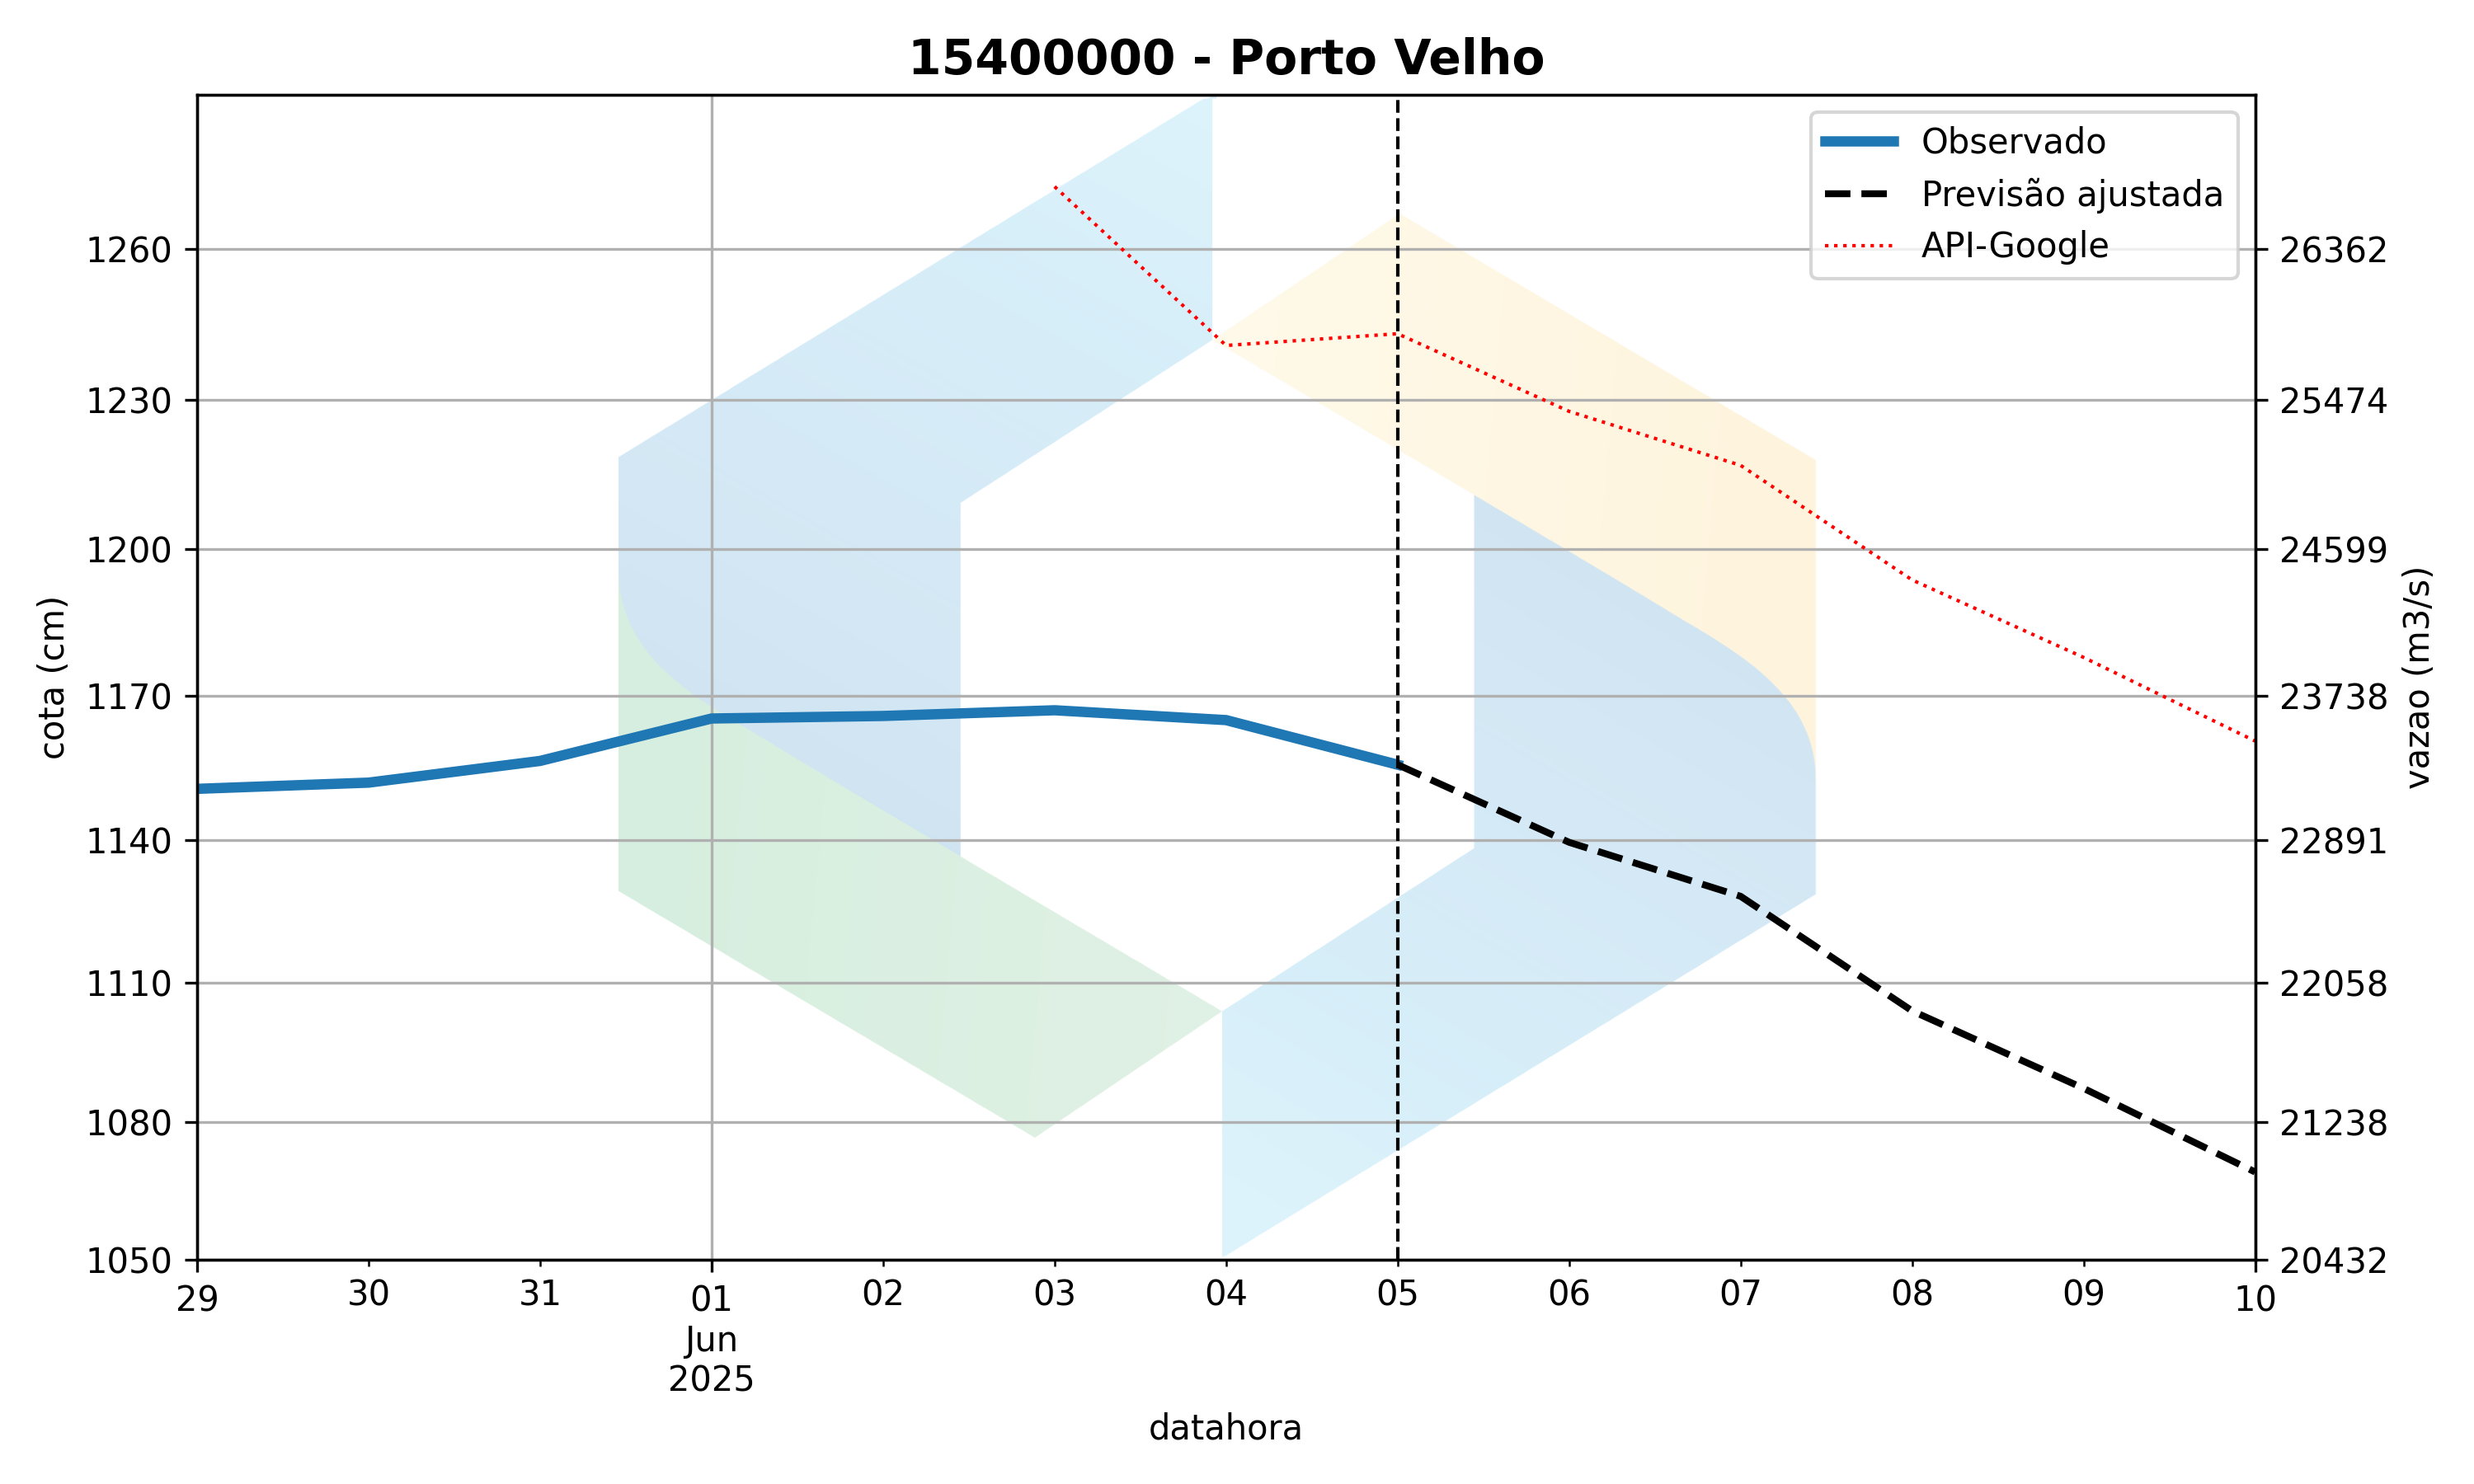 15400000 - Porto Velho
Observado
Previsão ajustada
API-Google
cota (cm)
1260
1230
1200
1170
1140
1110
1080
1050
26362
25474
24599
23738
22891
22058
21238
20432
vazao (m3/s)
29 30 31 01 02 03 04 05 06 07 08 09 10
Jun
2025
datahora